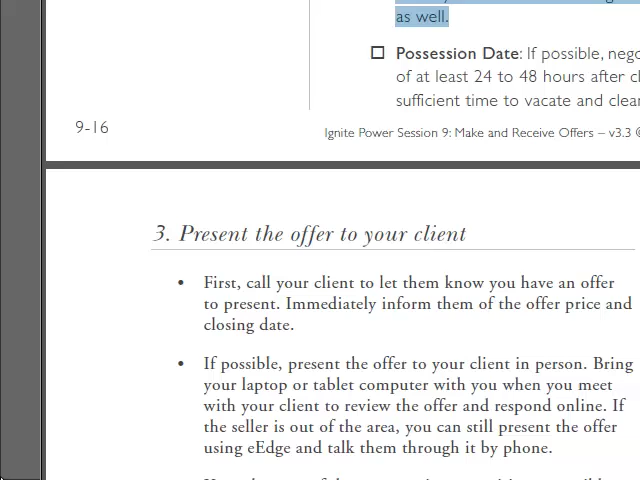 as well.
Possession Date: If possible,
of at least 24 to 48 hours after
sufficient time to vacate and
9-16
Ignite Power Session 9: Make and Receive Offers – v3.3 ©
3. Present the offer to your client
• First, call your client to let them know you have an offer
to present. Immediately inform them of the offer price and
closing date.
• If possible, present the offer to your client in person. Bring
your laptop or tablet computer with you when you meet
with your client to review the offer and respond online. If
the seller is out of the area, you can still present the offer
using eEdge and talk them through it by phone.